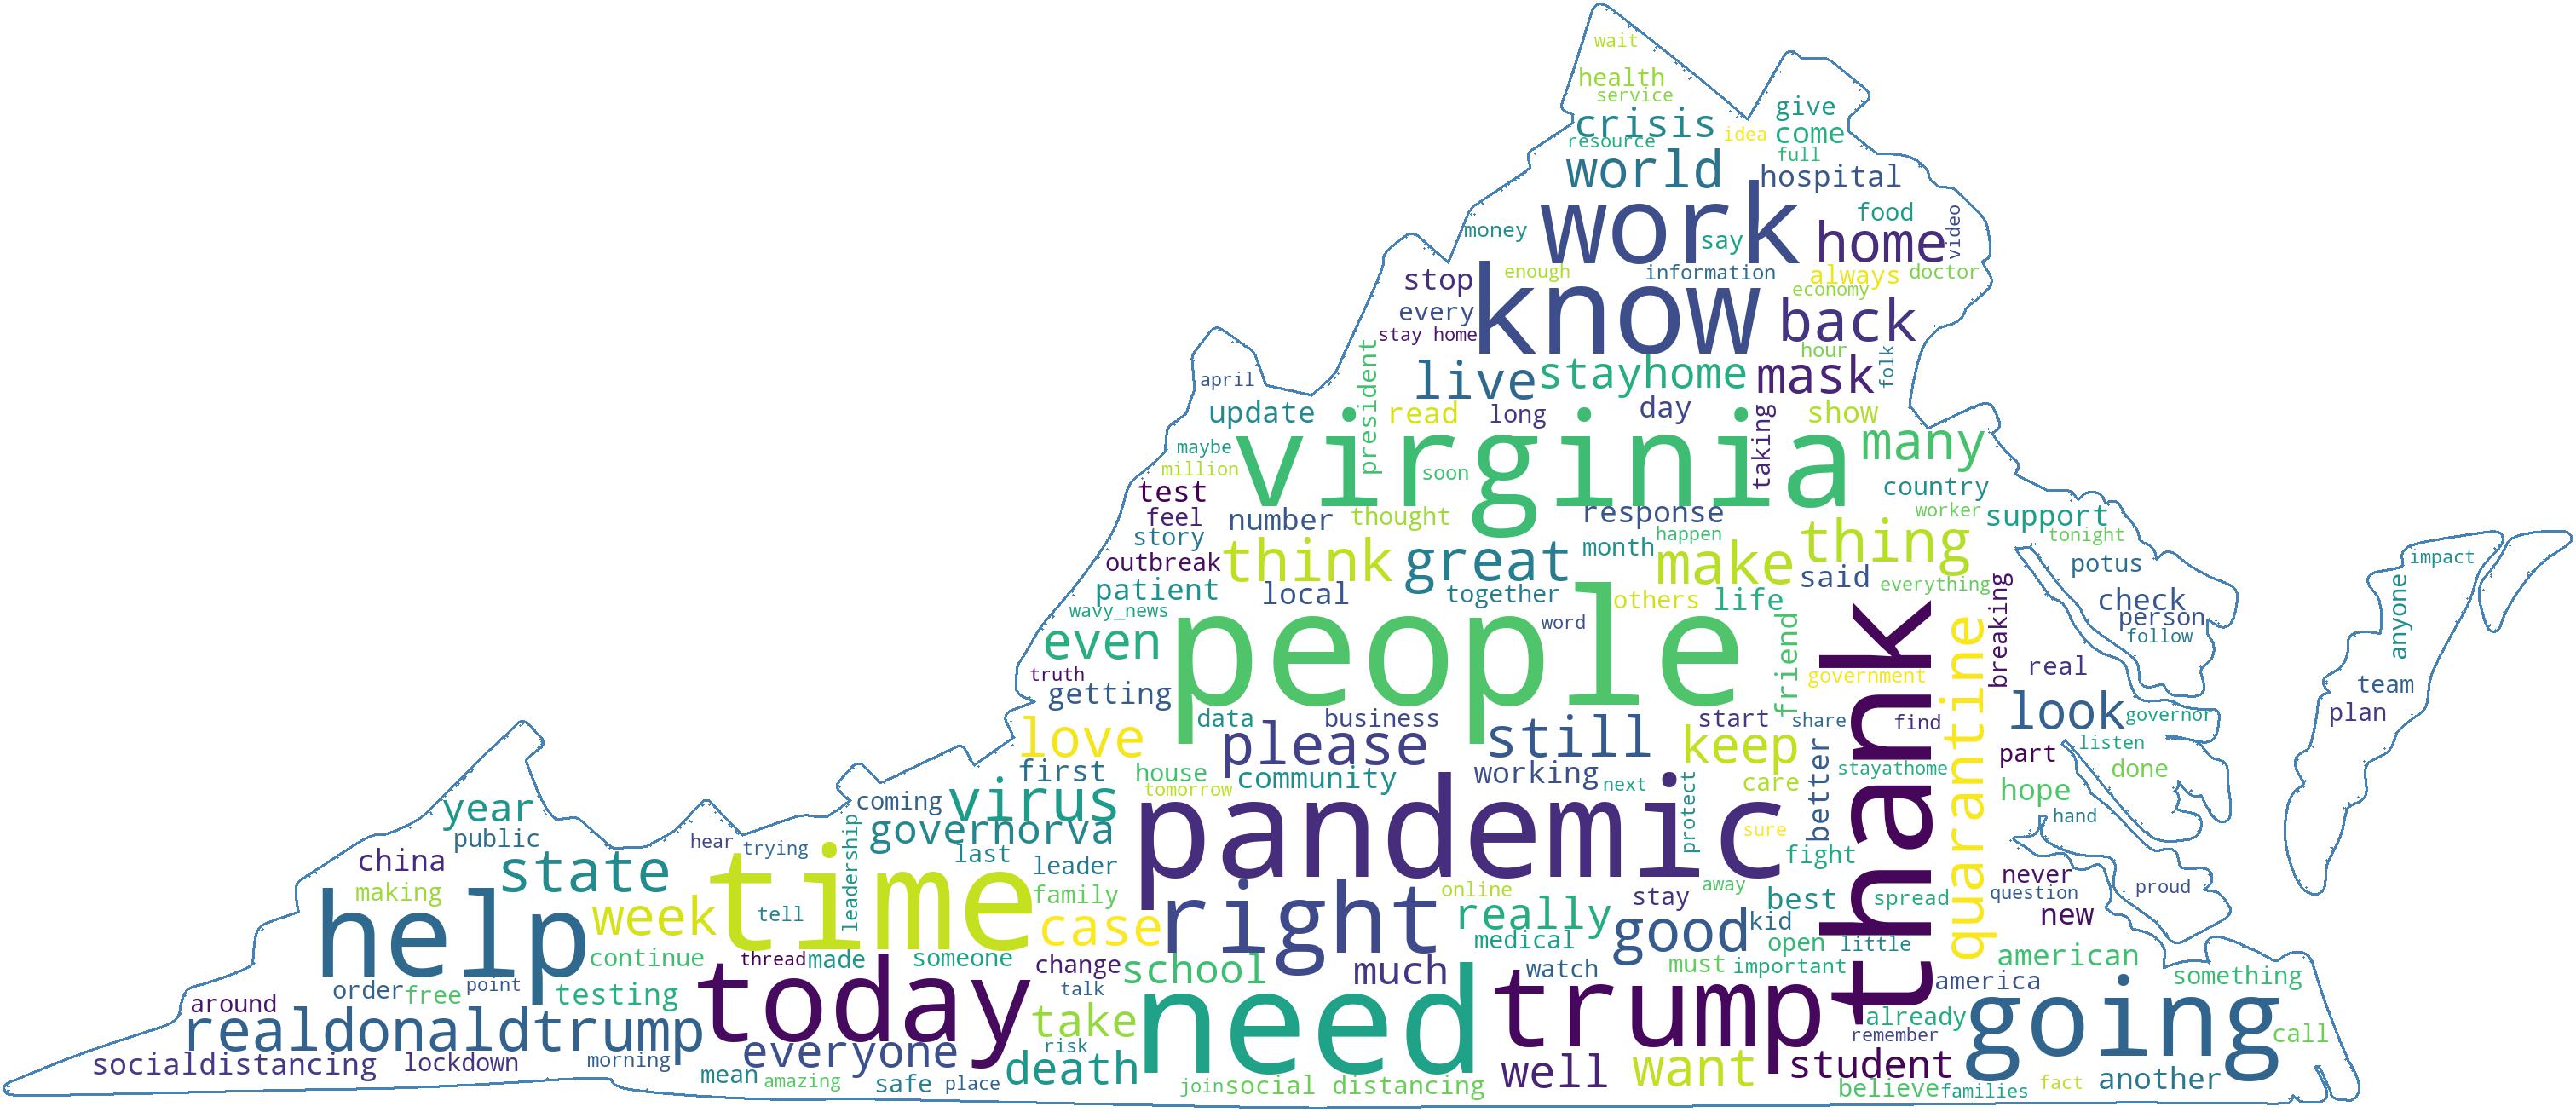 wait
health
service
crisis
resource
idea
give
come
full
world
hospital
work
food
video
money
say
home
stop
enough
information
always
doctor
know
economy
every
back
stay home
hour
folk
president
live
stayhome
mask
april
update
read
long
day
taking
show
virginia
many
maybe
million
soon
test
country
feel
number
thought
response
worker
support
story
happen
tonight
outbreak
think
great
month
make
thing
potus
impact
patient
local
together
said
everything
others
life
breaking
check
anyone
wavy_news
people
word
person
follow
even
friend
thank
quarantine
truth
government
real
getting
team
data
business
start
share
find
look
governor
plan
love
please
still
keep
part
listen
first
house
community
working
next
protect
care
better
stayathome
done
tomorrow
hope
year
coming
virus
pandemic
sure
hand
public
governorva
hear
trying
leadership
last
leader
fight
china
state
time
family
right
online
stay
away
best
spread
never
question
proud
making
help
week
tell
case
really
good
kid
new
medical
open
little
continue
thread
made
someone
change
school
much
watch
must
important
american
something
order
free
point
testing
today
talk
need
trump
america
going
around
realdonaldtrump
take
already
remember
call
socialdistancing
lockdown
morning
everyone
risk
death
well
want
student
mean
amazing
safe
place
join
social distancing
believe
families
fact
another